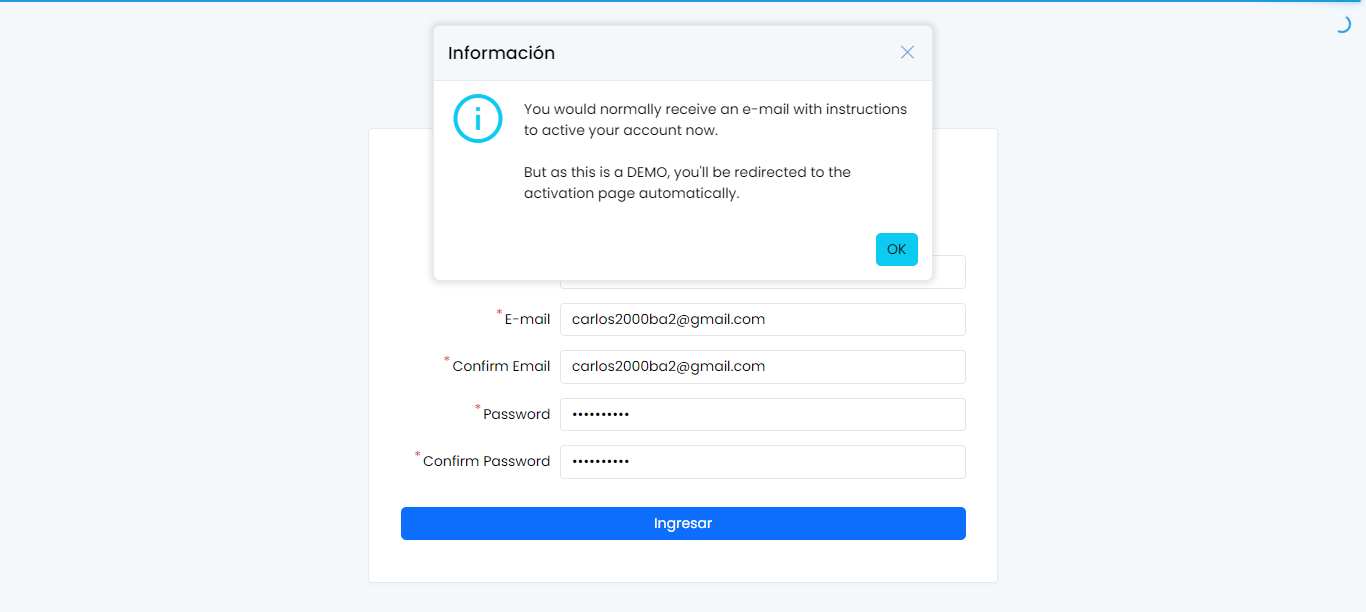 Información
You would normally receive an e-mail with instructions
to active your account now.
But as this is a DEMO, you'll be redirected to the
activation page automatically.
OK
*E-mail carlos2000ba2@gmail.com
*Confirm Email carlos2000ba2@gmail.com
*Password ••••••••••
*Confirm Password ••••••••••
Ingresar